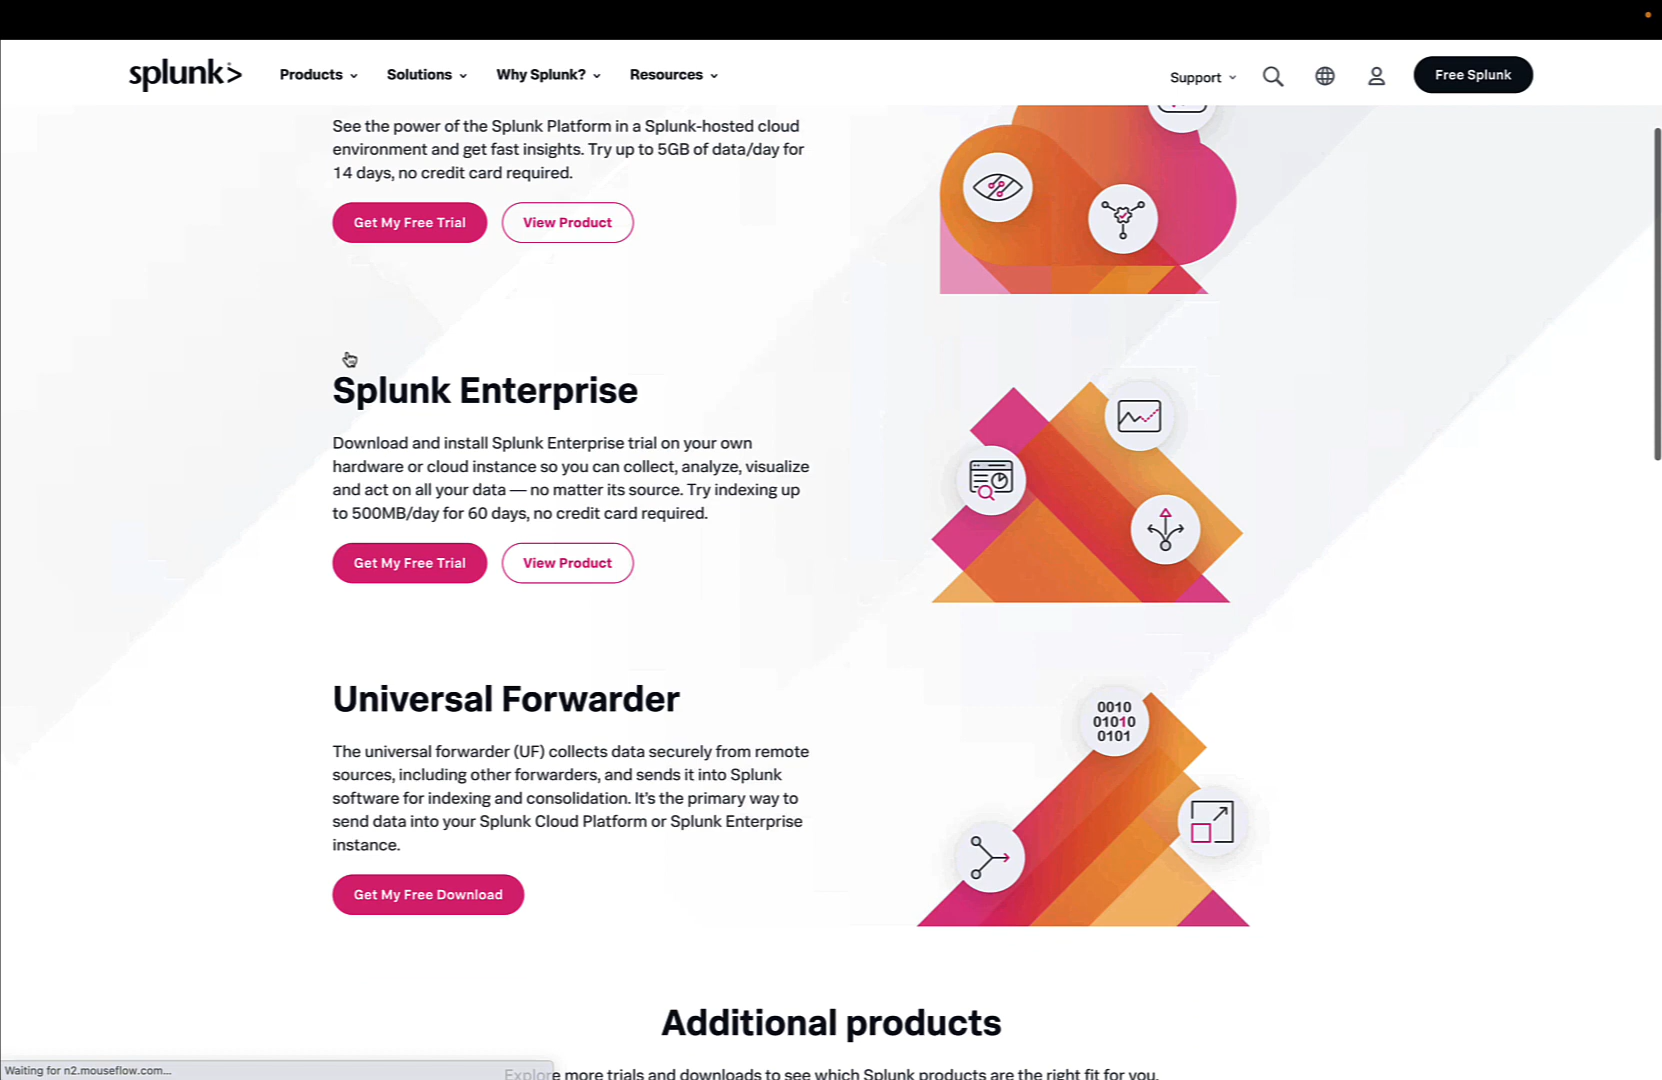 splunk>
Products
Solutions
Why Splunk?
Resources
Support
Free Splunk
See the power of the Splunk Platform in a Splunk-hosted cloud
environment and get fast insights. Try up to 5GB of data/day for
14 days, no credit card required.
Get My Free Trial
View Product
Splunk Enterprise
Download and install Splunk Enterprise trial on your own
hardware or cloud instance so you can collect, analyze, visualize
and act on all your data — no matter its source. Try indexing up
to 500MB/day for 60 days, no credit card required.
Get My Free Trial
View Product
Universal Forwarder
0010
01010
0101
The universal forwarder (UF) collects data securely from remote
sources, including other forwarders, and sends it into Splunk
software for indexing and consolidation. It's the primary way to
send data into your Splunk Cloud Platform or Splunk Enterprise
instance.
Get My Free Download
Additional products
Explore more trials and downloads to see which Splunk products are the right fit for you.
Waiting for n2.mouseflow.com...